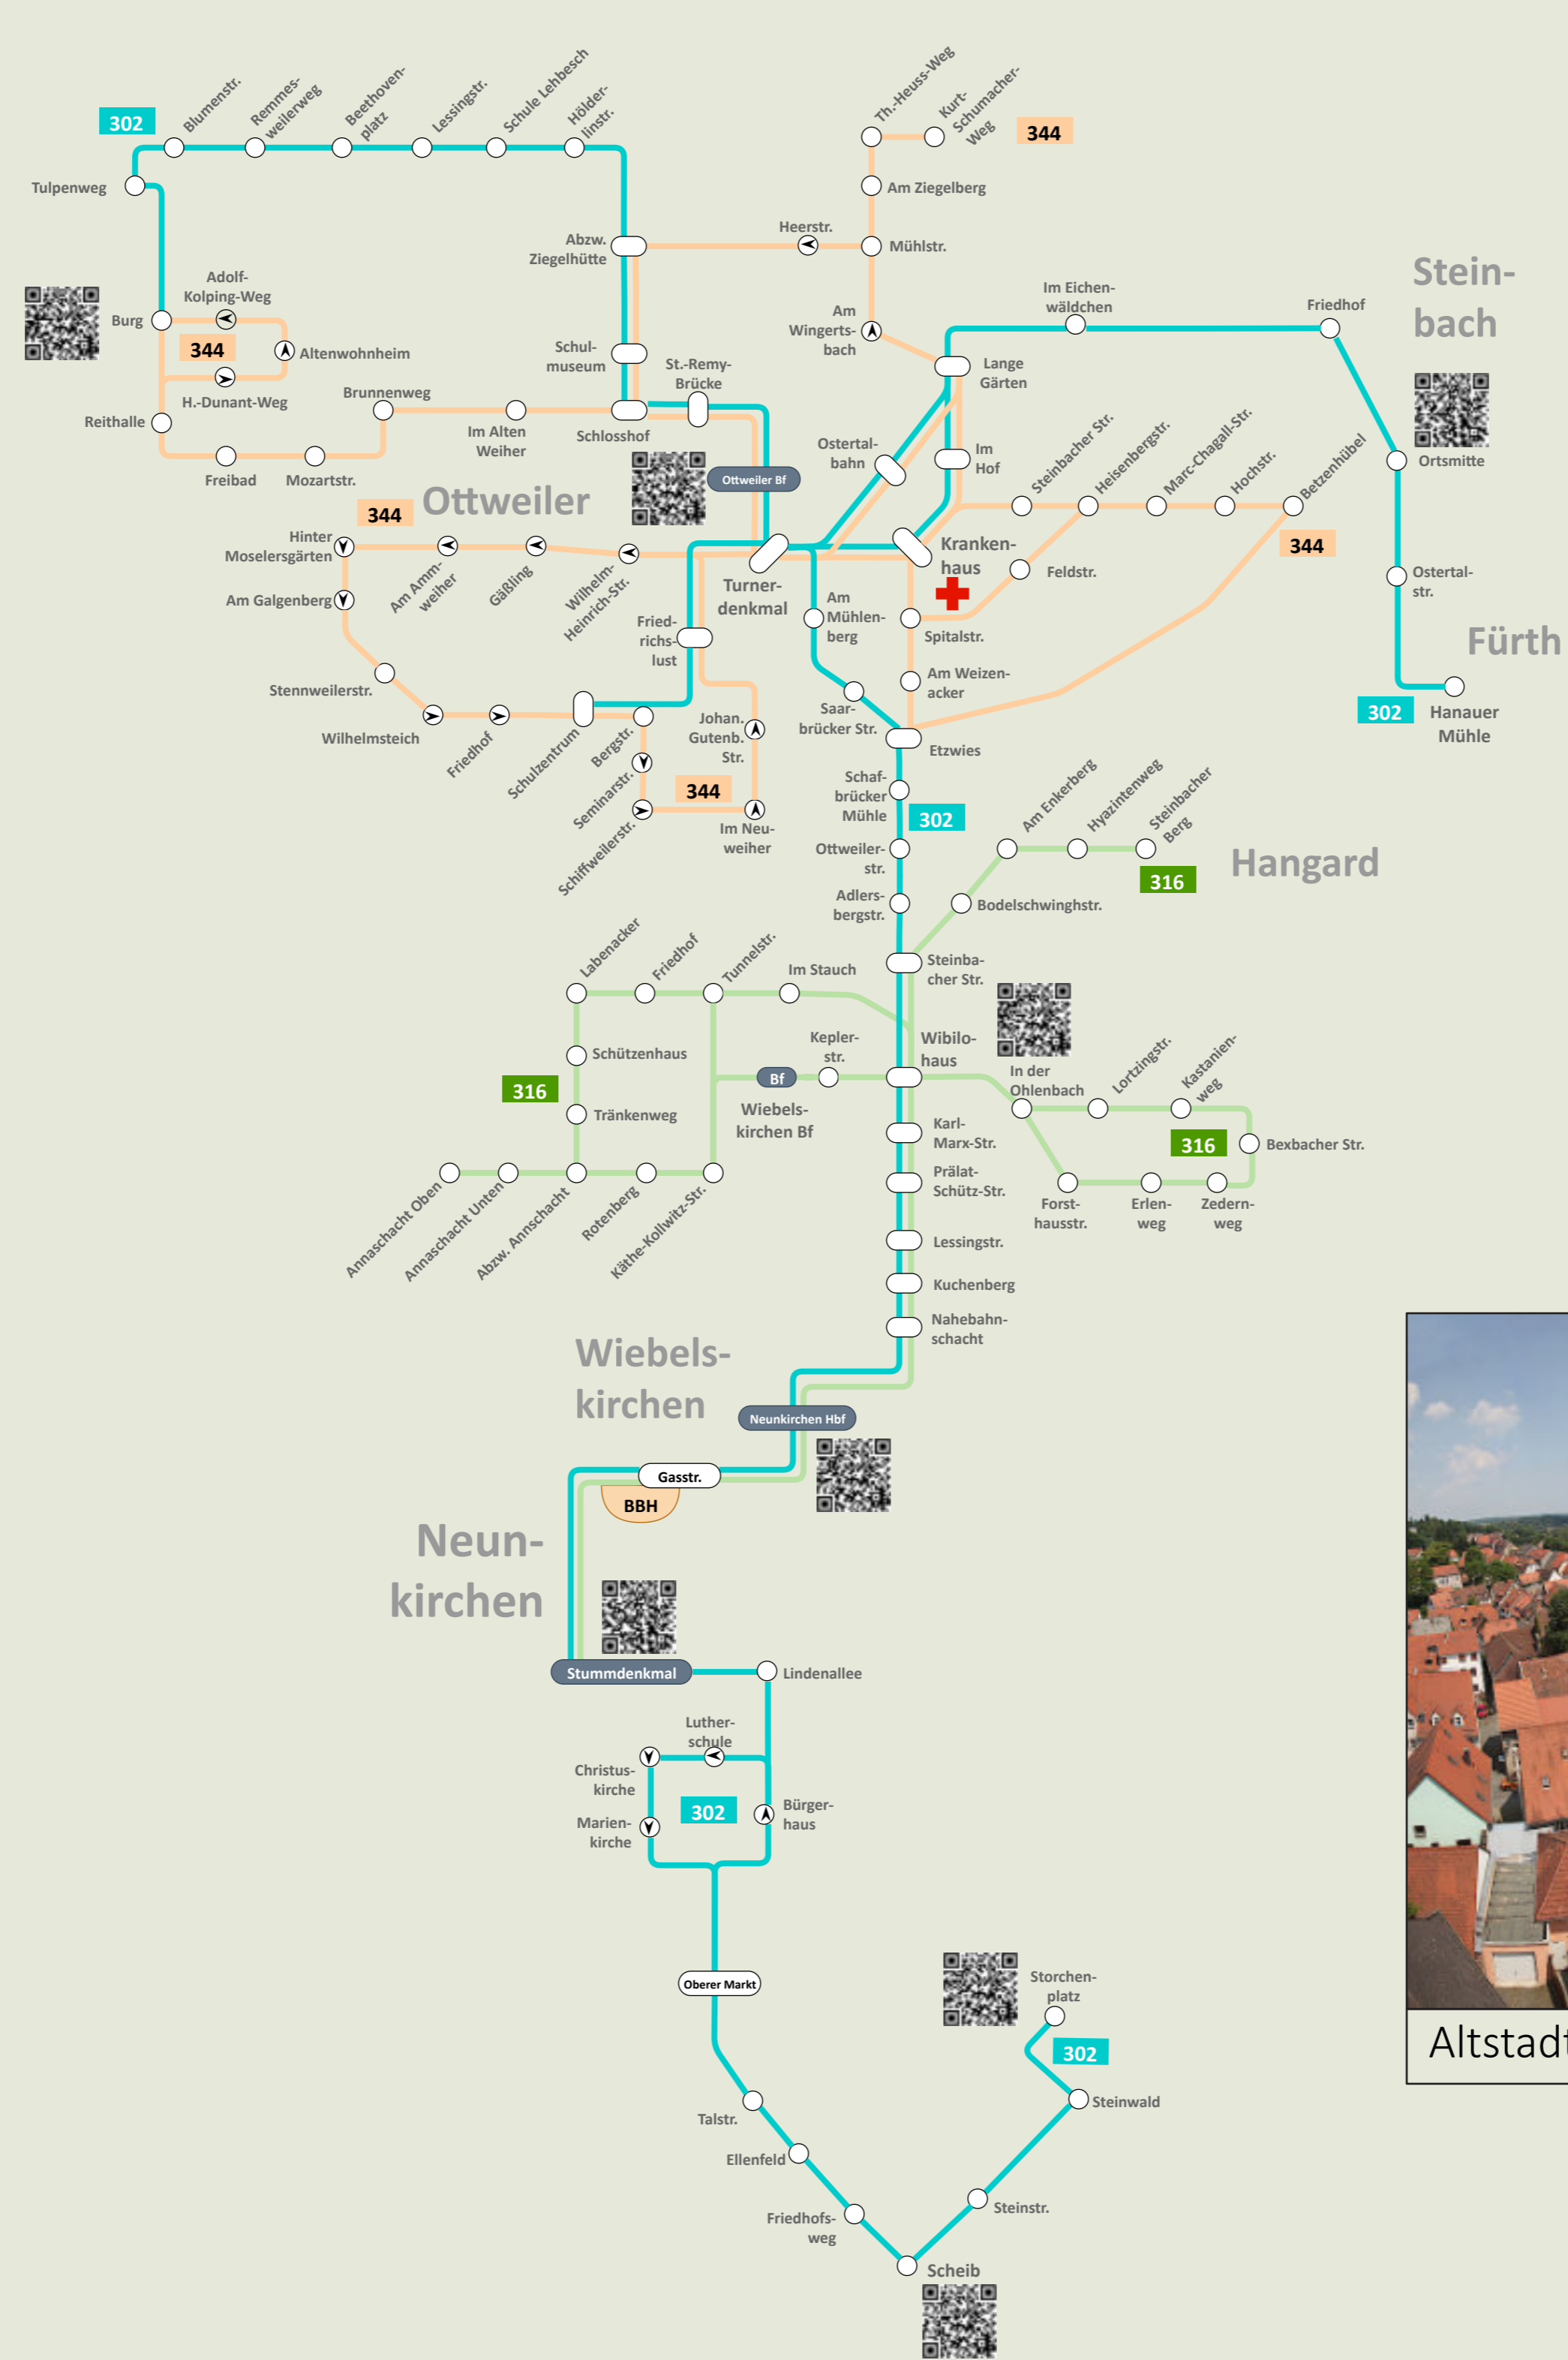 302
Blumenstr.
Remmes-
weilerweg
Beethoven-
platz
Lessingstr.
Schule Lehbesch
Hölder-
linstr.
Tulpenweg
Th.-Heuss-Weg
Kurt-
Schumacher-
Weg
344
Am Ziegelberg
Heerstr.
Mühlstr.
Abzw.
Ziegelhütte
Adolf-
Kolping-Weg
Burg
344
Altenwohnheim
H.-Dunant-Weg
Reithalle
Freibad
Mozartstr.
Brunnenweg
Im Alten
Weiher
Schul-
museum
Schlosshof
St.-Remy-
Brücke
Ottweiler Bf
Ottweiler
Am
Wingerts-
bach
Lange
Gärten
Im Eichen-
wäldchen
Friedhof
Stein-
bach
Ortsmitte
Ostertal-
str.
Fürth
302
Hanauer
Mühle
Ostertal-
bahn
Im
Hof
Steinbacher Str.
Heisenbergstr.
Marc-Chagall-Str.
Hochstr.
Betzenhübel
344
Kranken-
haus
Feldstr.
Spitalstr.
Am Weizen-
acker
344
Hinter
Moselersgärten
Am Amm-
weiher
Gäßling
Wilhelm-
Heinrich-Str.
Turner-
denkmal
Am Galgenberg
Stennweilerstr.
Wilhelmsteich
Friedhof
Schulzentrum
Fried-
richs-
lust
Bergstr.
Seminarstr.
Schiffweilerstr.
344
Johan.
Gutenb.
Str.
Im Neu-
weiher
Am
Mühlen-
berg
Saar-
brücker Str.
Etzwies
Schaf-
brücker
Mühle
302
Ottweiler-
str.
Adlers-
bergstr.
Am Enkerberg
Hyazintenweg
Steinbacher
Berg
316
Hangard
Bodelschwinghstr.
Steinba-
cher Str.
Labenacker
Friedhof
Tunnelstr.
Im Stauch
Schützenhaus
316
Tränkenweg
Kepler-
str.
Bf
Wiebels-
kirchen Bf
Wibilo-
haus
In der
Ohlenbach
Lortzingstr.
Kastanien-
weg
316
Bexbacher Str.
Forst-
hausstr.
Erlen-
weg
Zedern-
weg
Annaschacht Oben
Annaschacht Unten
Abzw. Annschacht
Rotenberg
Käthe-Kollwitz-Str.
Karl-
Marx-Str.
Prälat-
Schütz-Str.
Lessingstr.
Kuchenberg
Nahebahn-
schacht
Wiebels-
kirchen
Neunkirchen Hbf
Gasstr.
BBH
Neun-
kirchen
Stummdenkmal
Lindenallee
Luther-
schule
Christus-
kirche
302
Marien-
kirche
Bürger-
haus
Oberer Markt
Talstr.
Ellenfeld
Friedhofs-
weg
Scheib
Steinstr.
Steinwald
302
Storchen-
platz
Altstadt